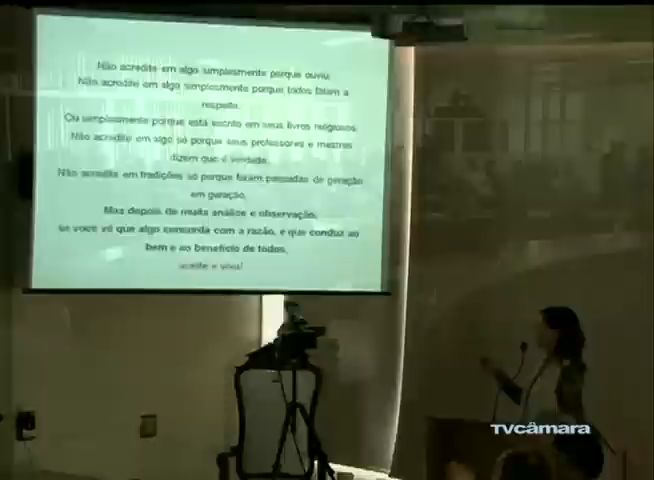 Não acredite em algo simplesmente porque ouviu.
Não acredite em algo simplesmente porque todos falam a
respeito.
Ou simplesmente porque está escrito em seus livros religiosos.
Não acredite em algo só porque seus professores e mestres
dizem que é verdade.
Não acredite em tradições só porque foram passadas de geração
em geração.
Mas depois de muita análise e observação,
se você vê que algo concorda com a razão, e que conduz ao
bem e ao benefício de todos,
aceite e viva!
TVcâmara